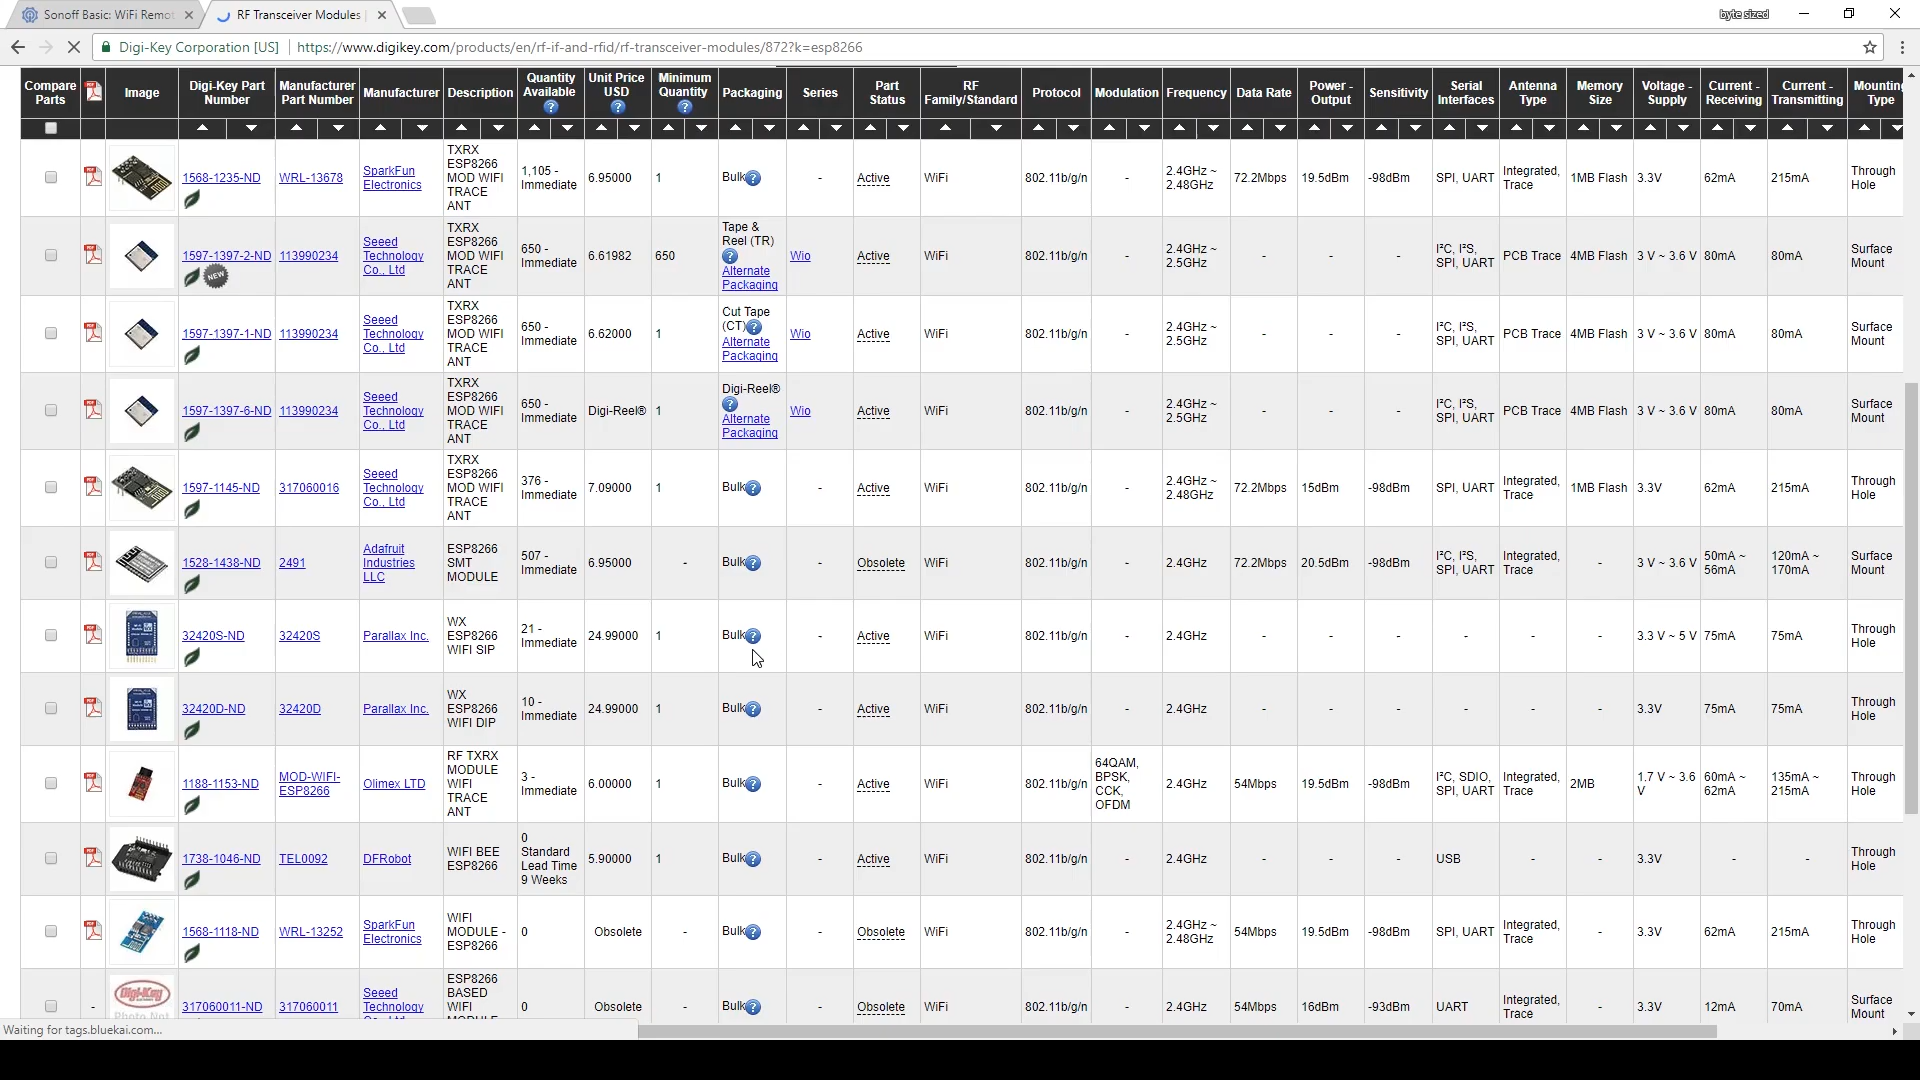 Sonoff Basic: WiFi Remot
RF Transceiver Modules
byte sized
Digi-Key Corporation [US]
https://www.digikey.com/products/en/rf-if-and-rfid/rf-transceiver-modules/872?k=esp8266
Compare Parts Image Digi-Key Part Number Manufacturer Part Number Manufacturer Description Quantity Available Unit Price USD Minimum Quantity Packaging Series Part Status RF Family/Standard Protocol Modulation Frequency Data Rate Power - Output Sensitivity Serial Interfaces Antenna Type Memory Size Voltage - Supply Current - Receiving Current - Transmitting Mounting Type
1568-1235-ND WRL-13678 SparkFun Electronics TXRX ESP8266 MOD WIFI TRACE ANT 1,105 - Immediate 6.95000 1 Bulk - Active WiFi 802.11b/g/n - 2.4GHz ~ 2.48GHz 72.2Mbps 19.5dBm -98dBm SPI, UART Integrated, Trace 1MB Flash 3.3V 62mA 215mA Through Hole
1597-1397-2-ND NEW 113990234 Seeed Technology Co., Ltd TXRX ESP8266 MOD WIFI TRACE ANT 650 - Immediate 6.61982 650 Tape & Reel (TR) Alternate Packaging Wio Active WiFi 802.11b/g/n - 2.4GHz ~ 2.5GHz - - - I²C, I²S, SPI, UART PCB Trace 4MB Flash 3 V ~ 3.6 V 80mA 80mA Surface Mount
1597-1397-1-ND 113990234 Seeed Technology Co., Ltd TXRX ESP8266 MOD WIFI TRACE ANT 650 - Immediate 6.62000 1 Cut Tape (CT) Alternate Packaging Wio Active WiFi 802.11b/g/n - 2.4GHz ~ 2.5GHz - - - I²C, I²S, SPI, UART PCB Trace 4MB Flash 3 V ~ 3.6 V 80mA 80mA Surface Mount
1597-1397-6-ND 113990234 Seeed Technology Co., Ltd TXRX ESP8266 MOD WIFI TRACE ANT 650 - Immediate Digi-Reel® 1 Digi-Reel® Alternate Packaging Wio Active WiFi 802.11b/g/n - 2.4GHz ~ 2.5GHz - - - I²C, I²S, SPI, UART PCB Trace 4MB Flash 3 V ~ 3.6 V 80mA 80mA Surface Mount
1597-1145-ND 317060016 Seeed Technology Co., Ltd TXRX ESP8266 MOD WIFI TRACE ANT 376 - Immediate 7.09000 1 Bulk - Active WiFi 802.11b/g/n - 2.4GHz ~ 2.48GHz 72.2Mbps 15dBm -98dBm SPI, UART Integrated, Trace 1MB Flash 3.3V 62mA 215mA Through Hole
1528-1438-ND 2491 Adafruit Industries LLC ESP8266 SMT MODULE 507 - Immediate 6.95000 - Bulk - Obsolete WiFi 802.11b/g/n - 2.4GHz 72.2Mbps 20.5dBm -98dBm I²C, I²S, SPI, UART Integrated, Trace - 3 V ~ 3.6 V 50mA ~ 56mA 120mA ~ 170mA Surface Mount
32420S-ND 32420S Parallax Inc. WX ESP8266 WIFI SIP 21 - Immediate 24.99000 1 Bulk - Active WiFi 802.11b/g/n - 2.4GHz - - - - - - 3.3 V ~ 5 V 75mA 75mA Through Hole
32420D-ND 32420D Parallax Inc. WX ESP8266 WIFI DIP 10 - Immediate 24.99000 1 Bulk - Active WiFi 802.11b/g/n - 2.4GHz - - - - - - 3.3V 75mA 75mA Through Hole
1188-1153-ND MOD-WIFI-ESP8266 Olimex LTD RF TXRX MODULE WIFI TRACE ANT 3 - Immediate 6.00000 1 Bulk - Active WiFi 802.11b/g/n 64QAM, BPSK, CCK, OFDM 2.4GHz 54Mbps 19.5dBm -98dBm I²C, SDIO, SPI, UART Integrated, Trace 2MB 1.7 V ~ 3.6 V 60mA ~ 62mA 135mA ~ 215mA Through Hole
1738-1046-ND TEL0092 DFRobot WIFI BEE ESP8266 0 Standard Lead Time 9 Weeks 5.90000 1 Bulk - Active WiFi 802.11b/g/n - 2.4GHz - - - USB - - 3.3V - - Through Hole
1568-1118-ND WRL-13252 SparkFun Electronics WIFI MODULE - ESP8266 0 Obsolete - Bulk - Obsolete WiFi 802.11b/g/n - 2.4GHz ~ 2.48GHz 54Mbps 19.5dBm -98dBm SPI, UART Integrated, Trace - 3.3V 62mA 215mA Through Hole
- Digi-Key 317060011-ND 317060011 Seeed Technology ESP8266 BASED WIFI 0 Obsolete - Bulk - Obsolete WiFi 802.11b/g/n - 2.4GHz 54Mbps 16dBm -93dBm UART Integrated, Trace - 3.3V 12mA 70mA Surface Mount
Waiting for tags.bluekai.com...